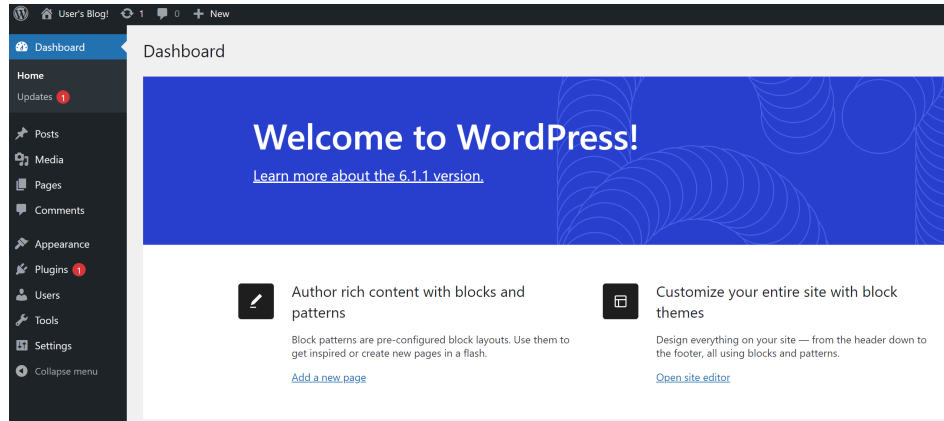 User's Blog! 1 0 + New
Dashboard
Home
Updates 1
Posts
Media
Pages
Comments
Appearance
Plugins 1
Users
Tools
Settings
Collapse menu
Dashboard
Welcome to WordPress!
Learn more about the 6.1.1 version.
Author rich content with blocks and
patterns
Block patterns are pre-configured block layouts. Use them to
get inspired or create new pages in a flash.
Add a new page
Customize your entire site with block
themes
Design everything on your site — from the header down to
the footer, all using blocks and patterns.
Open site editor